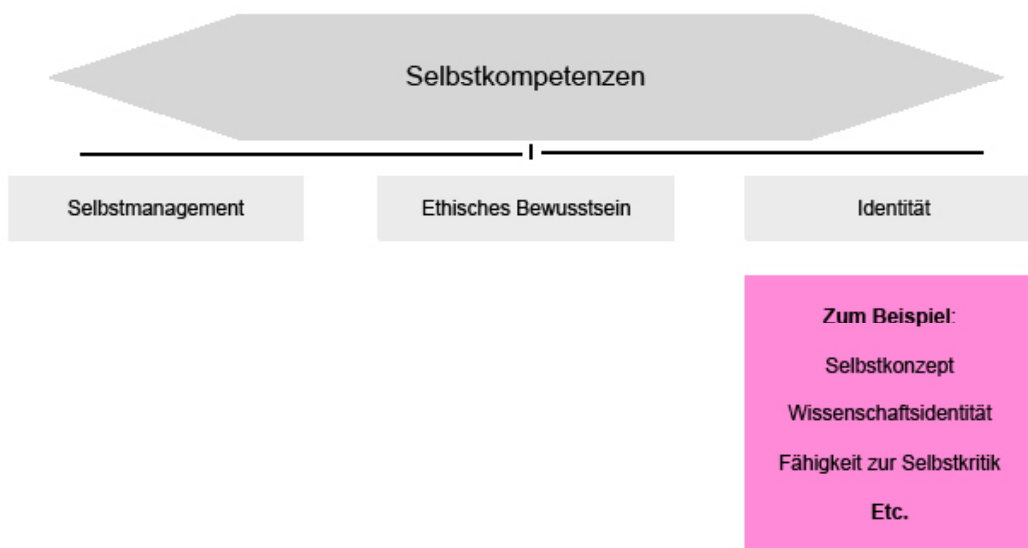 Selbstkompetenzen
Selbstmanagement
Ethisches Bewusstsein
Identität
Zum Beispiel:
Selbstkonzept
Wissenschaftsidentität
Fähigkeit zur Selbstkritik
Etc.